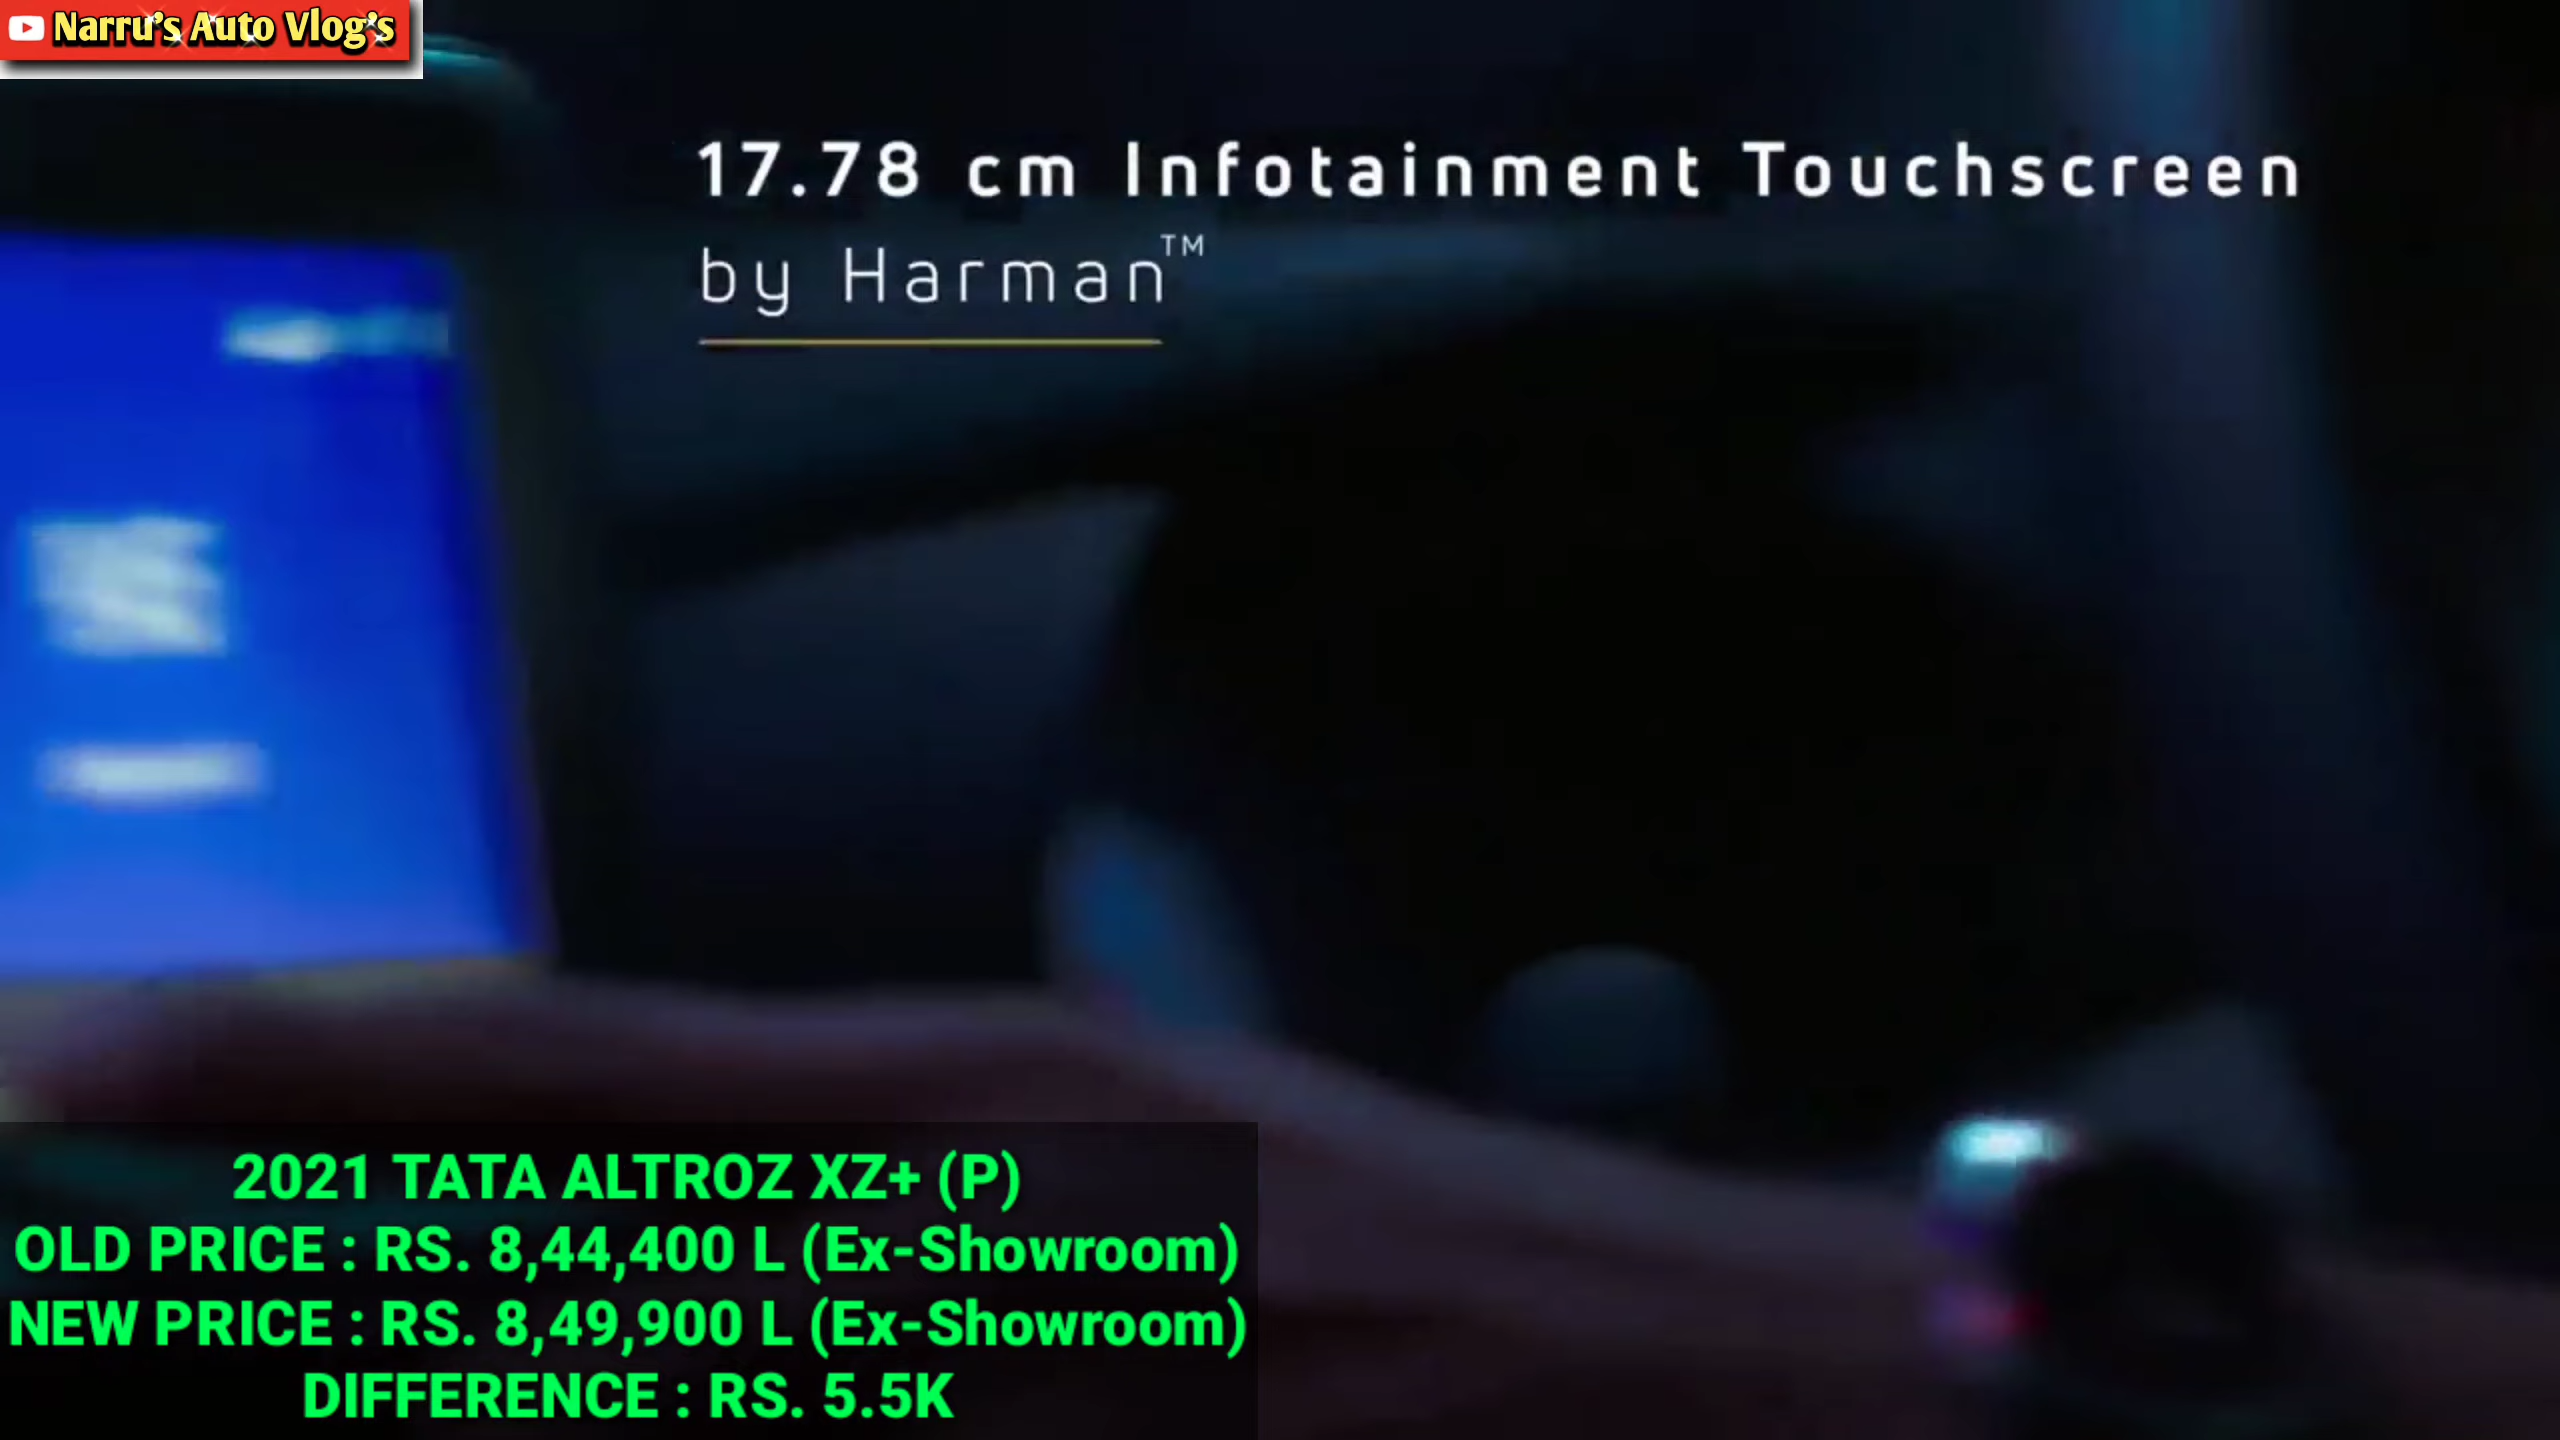 Narru's Auto Vlog's
17.78 cm Infotainment Touchscreen
by Harman™
2021 TATA ALTROZ XZ+ (P)
OLD PRICE : RS. 8,44,400 L (Ex-Showroom)
NEW PRICE : RS. 8,49,900 L (Ex-Showroom)
DIFFERENCE : RS. 5.5K